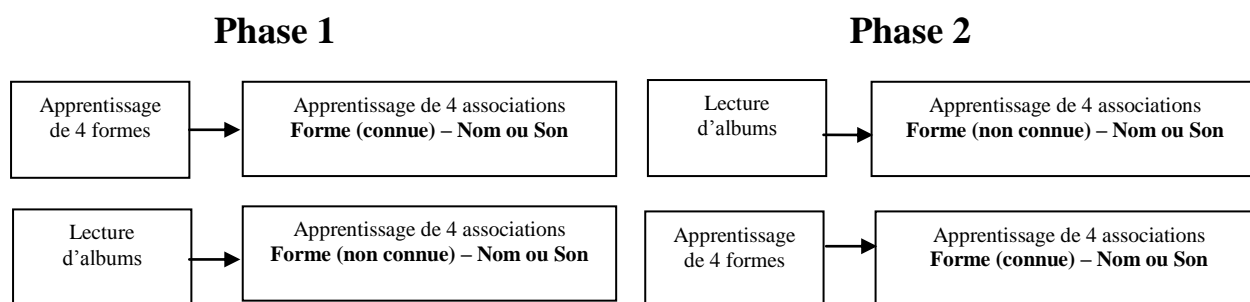 Phase 1
Phase 2
Apprentissage
de 4 formes
Apprentissage de 4 associations
Forme (connue) – Nom ou Son
Lecture
d’albums
Apprentissage de 4 associations
Forme (non connue) – Nom ou Son
Lecture
d’albums
Apprentissage de 4 associations
Forme (non connue) – Nom ou Son
Apprentissage
de 4 formes
Apprentissage de 4 associations
Forme (connue) – Nom ou Son